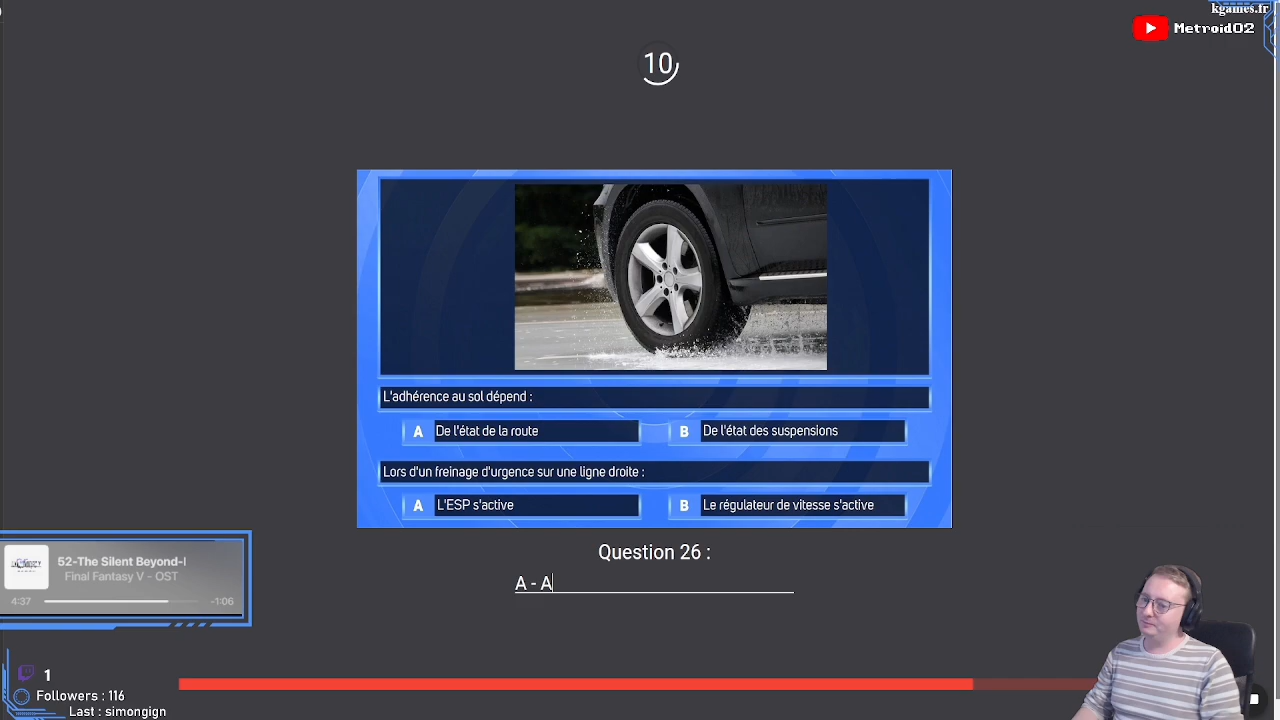 kgames.fr
Metroid02
10
L'adhérence au sol dépend :
A De l'état de la route
B De l'état des suspensions
Lors d'un freinage d'urgence sur une ligne droite :
A L'ESP s'active
B Le régulateur de vitesse s'active
Question 26 :
A - A
52-The Silent Beyond-
Final Fantasy V - OST
4:37
-1:06
1
Followers : 116
Last : simongign